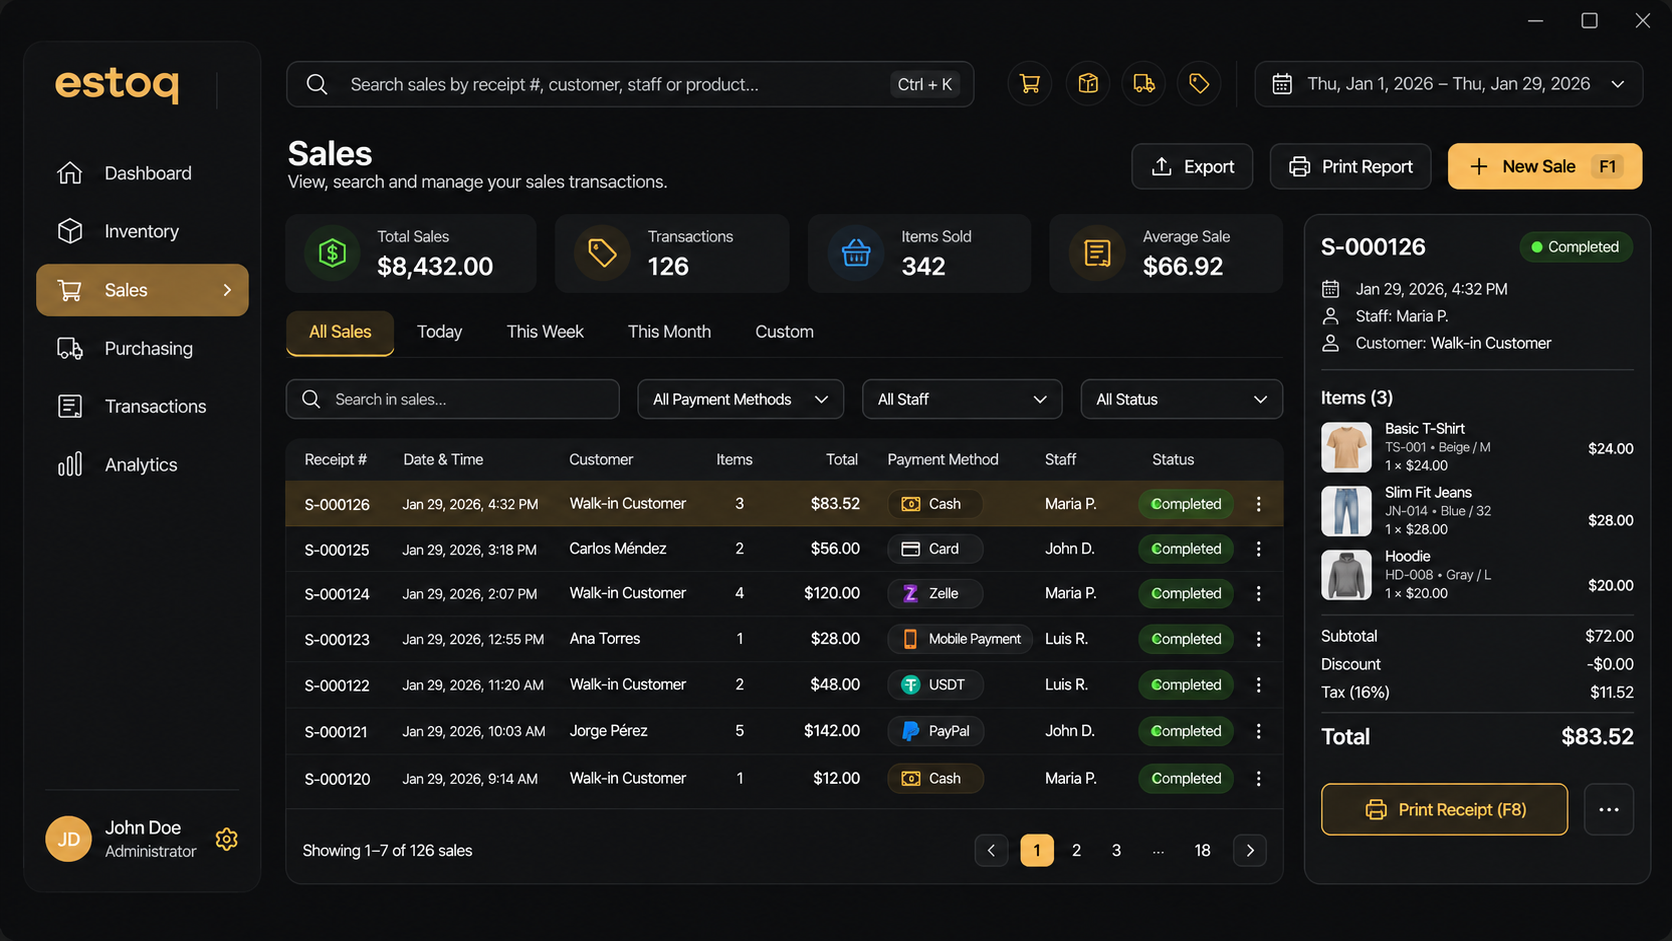 estoq
Search sales by receipt #, customer, staff or product...
Ctrl + K
Thu, Jan 1, 2026 – Thu, Jan 29, 2026
Dashboard
Inventory
Sales
Purchasing
Transactions
Analytics
JD
John Doe
Administrator
Sales
View, search and manage your sales transactions.
Export
Print Report
New Sale F1
Total Sales
$8,432.00
Transactions
126
Items Sold
342
Average Sale
$66.92
All Sales
Today
This Week
This Month
Custom
Search in sales...
All Payment Methods
All Staff
All Status
Receipt # Date & Time Customer Items Total Payment Method Staff Status
S-000126 Jan 29, 2026, 4:32 PM Walk-in Customer 3 $83.52 Cash Maria P. Completed
S-000125 Jan 29, 2026, 3:18 PM Carlos Méndez 2 $56.00 Card John D. Completed
S-000124 Jan 29, 2026, 2:07 PM Walk-in Customer 4 $120.00 Zelle Maria P. Completed
S-000123 Jan 29, 2026, 12:55 PM Ana Torres 1 $28.00 Mobile Payment Luis R. Completed
S-000122 Jan 29, 2026, 11:20 AM Walk-in Customer 2 $48.00 USDT Luis R. Completed
S-000121 Jan 29, 2026, 10:03 AM Jorge Pérez 5 $142.00 PayPal John D. Completed
S-000120 Jan 29, 2026, 9:14 AM Walk-in Customer 1 $12.00 Cash Maria P. Completed
Showing 1–7 of 126 sales
1 2 3 ... 18
S-000126
Completed
Jan 29, 2026, 4:32 PM
Staff: Maria P.
Customer: Walk-in Customer
Items (3)
Basic T-Shirt
TS-001 • Beige / M
1 × $24.00
$24.00
Slim Fit Jeans
JN-014 • Blue / 32
1 × $28.00
$28.00
Hoodie
HD-008 • Gray / L
1 × $20.00
$20.00
Subtotal $72.00
Discount -$0.00
Tax (16%) $11.52
Total $83.52
Print Receipt (F8)